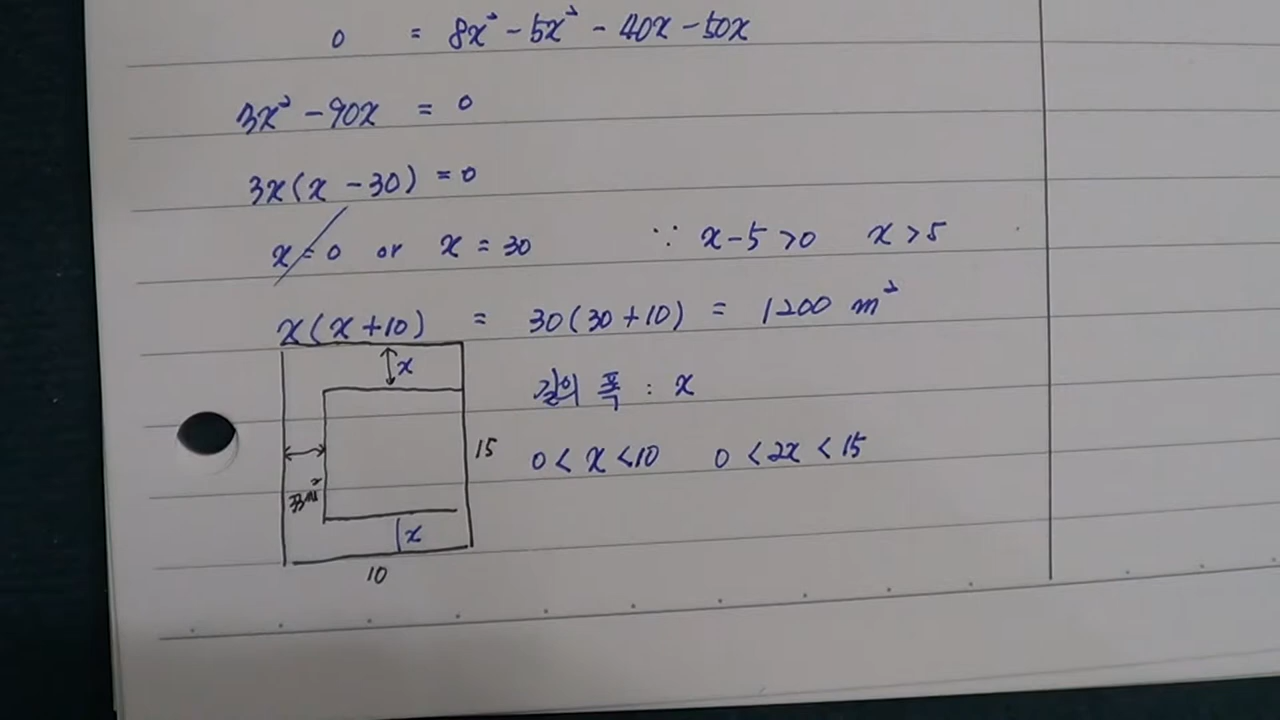 0 = 8x² - 5x² - 40x - 50x
3x² - 90x = 0
3x(x - 30) = 0
x = 0 or x = 30 ∵ x - 5 > 0 x > 5
x(x + 10) = 30(30 + 10) = 1200 m²
x
길의 폭 : x
15
0 < x < 10 0 < 2x < 15
x
10